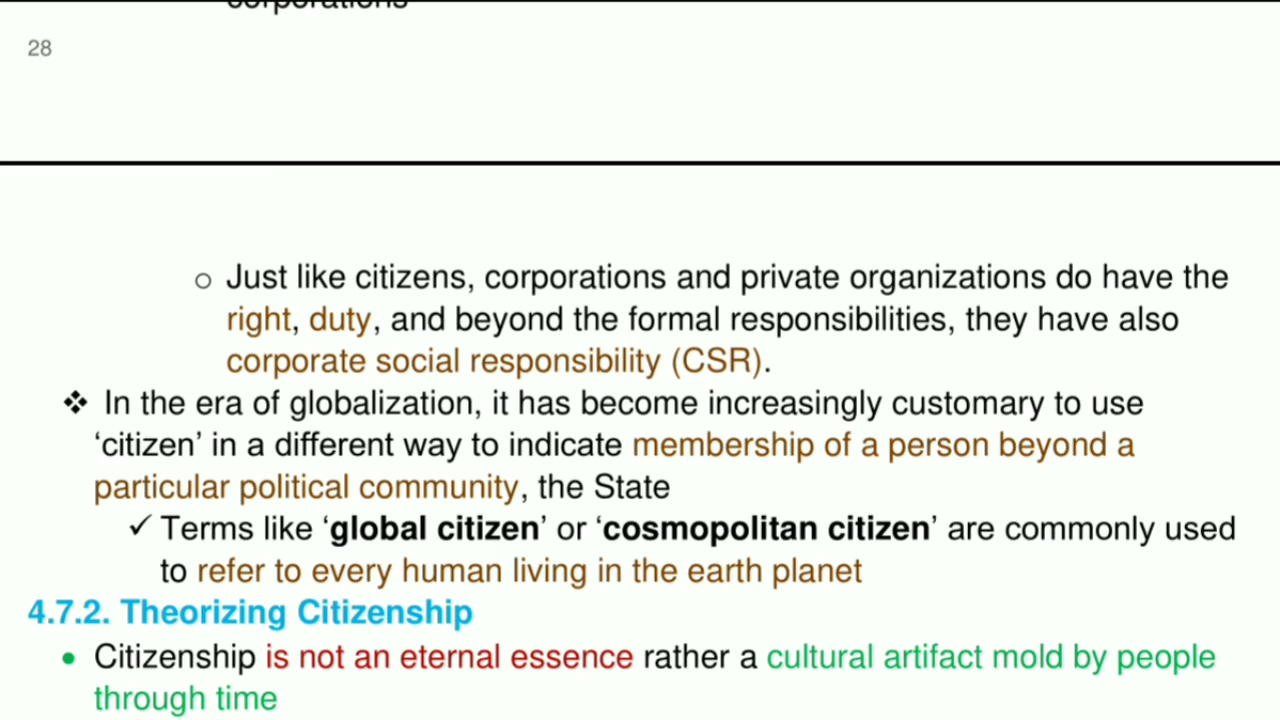 corporations
28
o Just like citizens, corporations and private organizations do have the
right, duty, and beyond the formal responsibilities, they have also
corporate social responsibility (CSR).
❖ In the era of globalization, it has become increasingly customary to use
‘citizen’ in a different way to indicate membership of a person beyond a
particular political community, the State
✓ Terms like ‘global citizen’ or ‘cosmopolitan citizen’ are commonly used
to refer to every human living in the earth planet
4.7.2. Theorizing Citizenship
• Citizenship is not an eternal essence rather a cultural artifact mold by people
through time